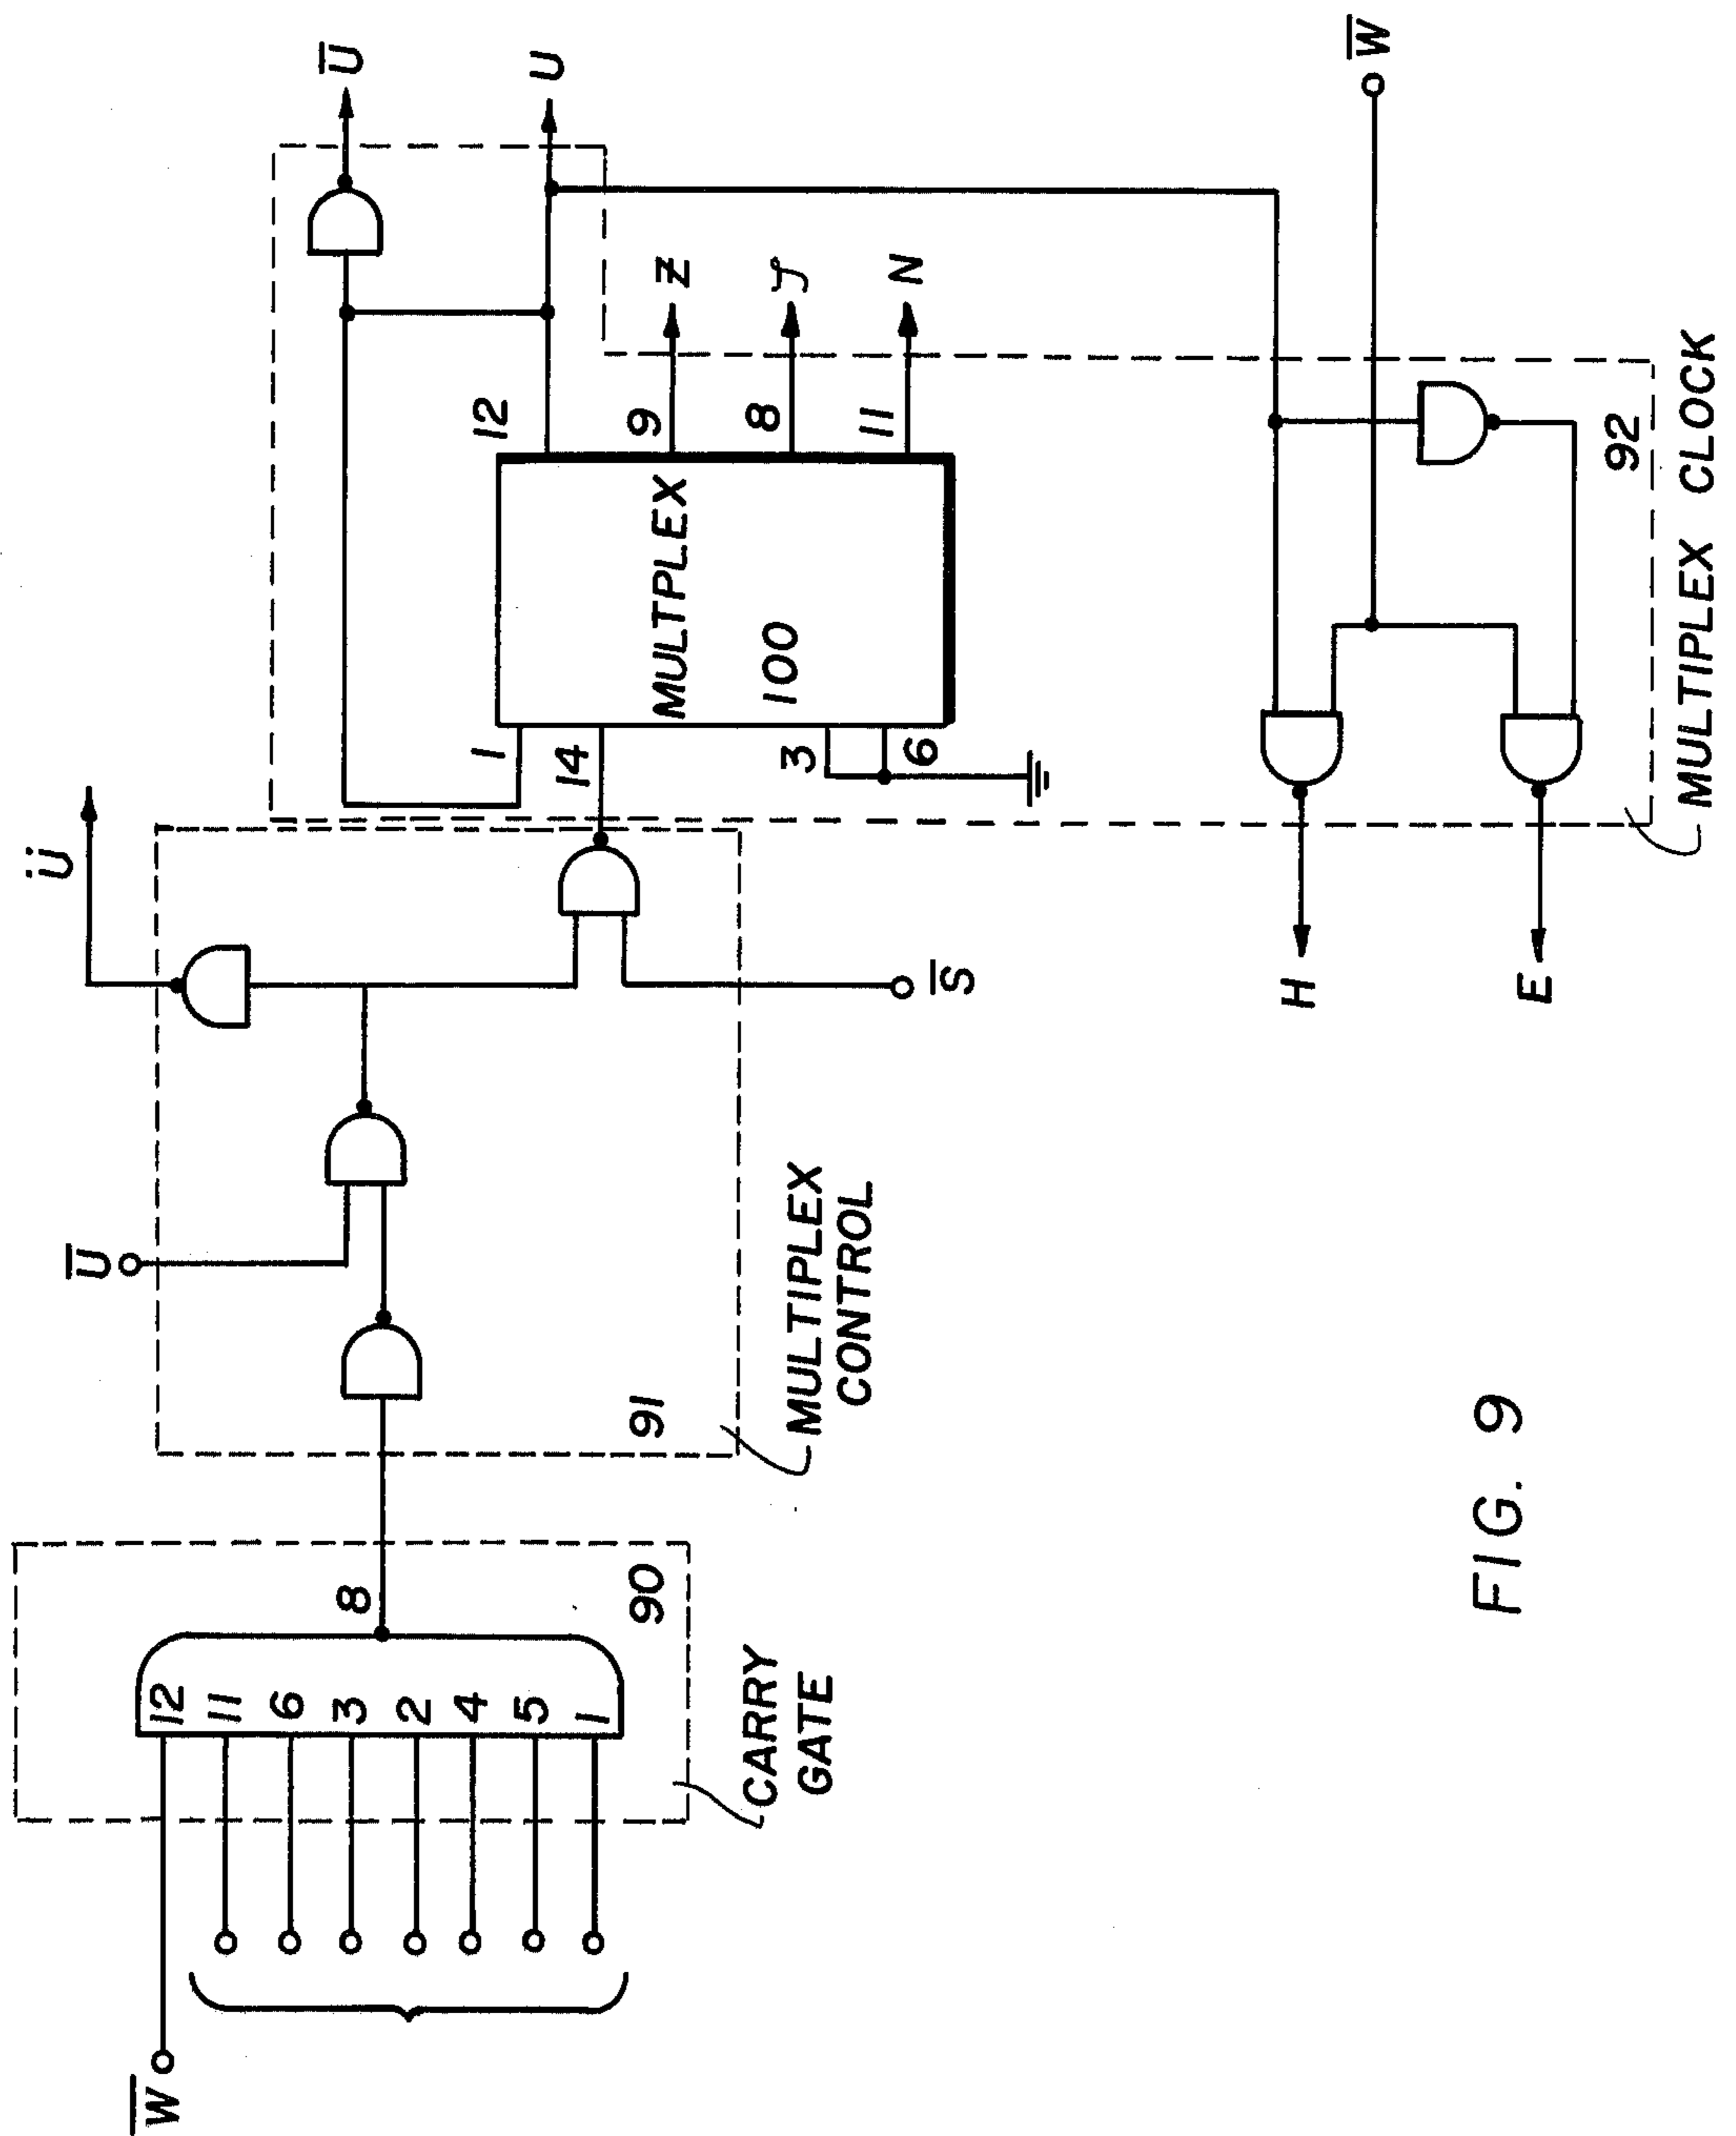 W̅
12
11
6
3
2
4
5
1
8
90
CARRY
GATE
U̅
91
MULTIPLEX
CONTROL
Ü
S̅
1
14
3
6
MULTPLEX
100
12
9
8
11
U̅
U
Z
J
N
H
E
W̅
92
MULTIPLEX CLOCK
FIG. 9